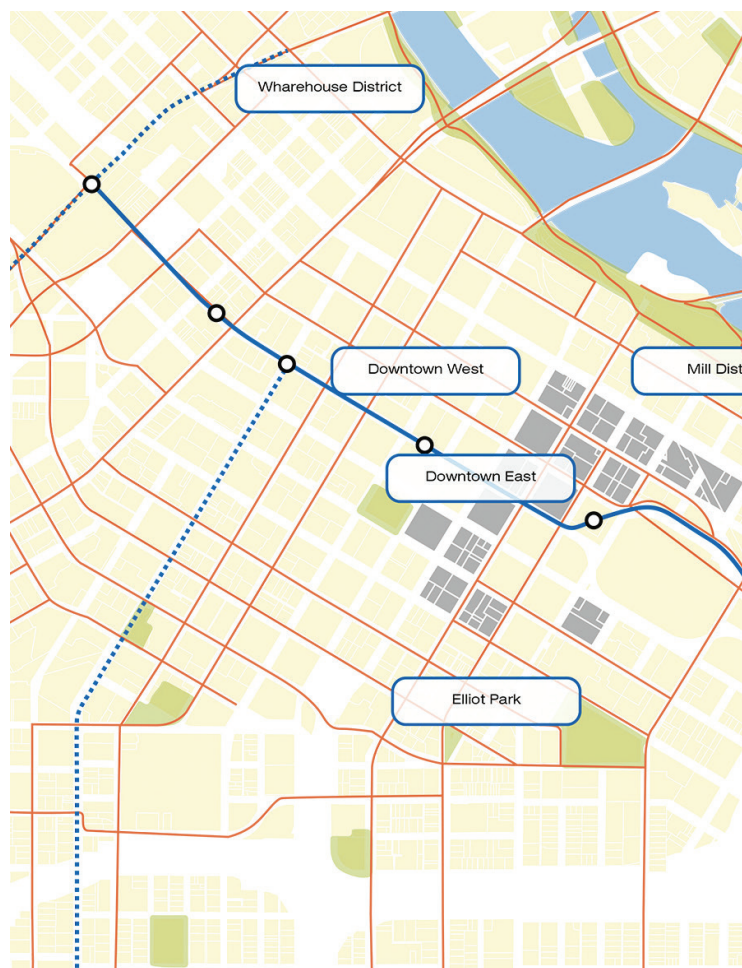 Wharehouse District
Downtown West
Mill Dist
Downtown East
Elliot Park